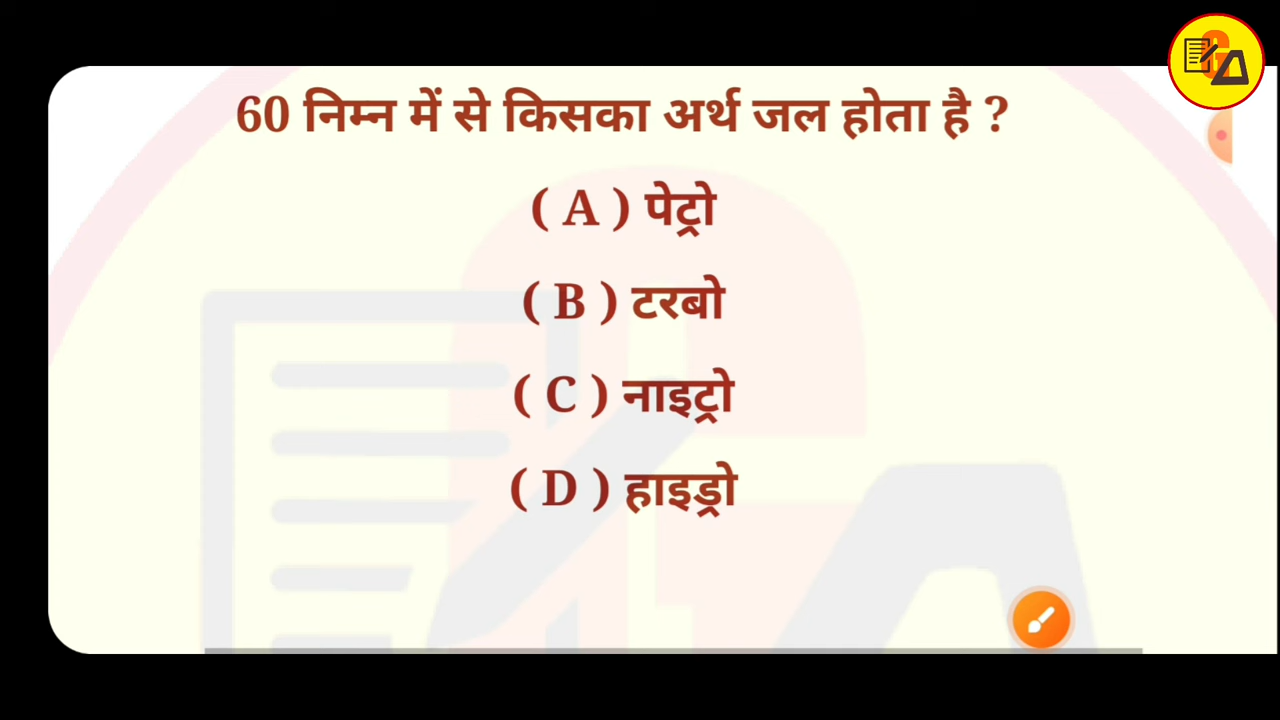 60 निम्न में से किसका अर्थ जल होता है ?
( A ) पेट्रो
( B ) टरबो
( C ) नाइट्रो
( D ) हाइड्रो